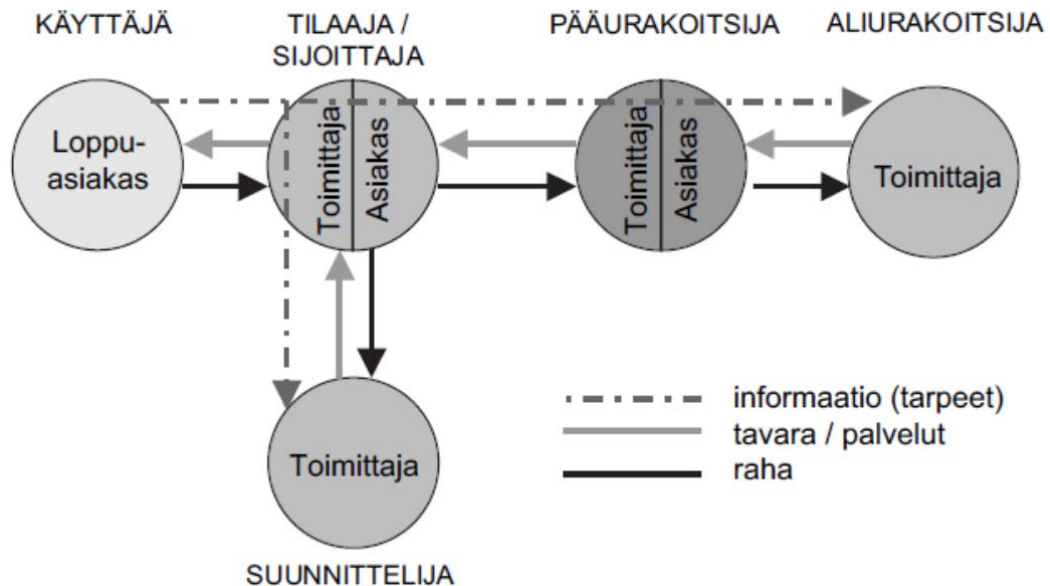 KÄYTTÄJÄ
TILAAJA /
SIJOITTAJA
PÄÄURAKOITSIJA
ALIURAKOITSIJA
Loppu-
asiakas
Toimittaja
Asiakas
Toimittaja
Asiakas
Toimittaja
Toimittaja
SUUNNITTELIJA
informaatio (tarpeet)
tavara / palvelut
raha